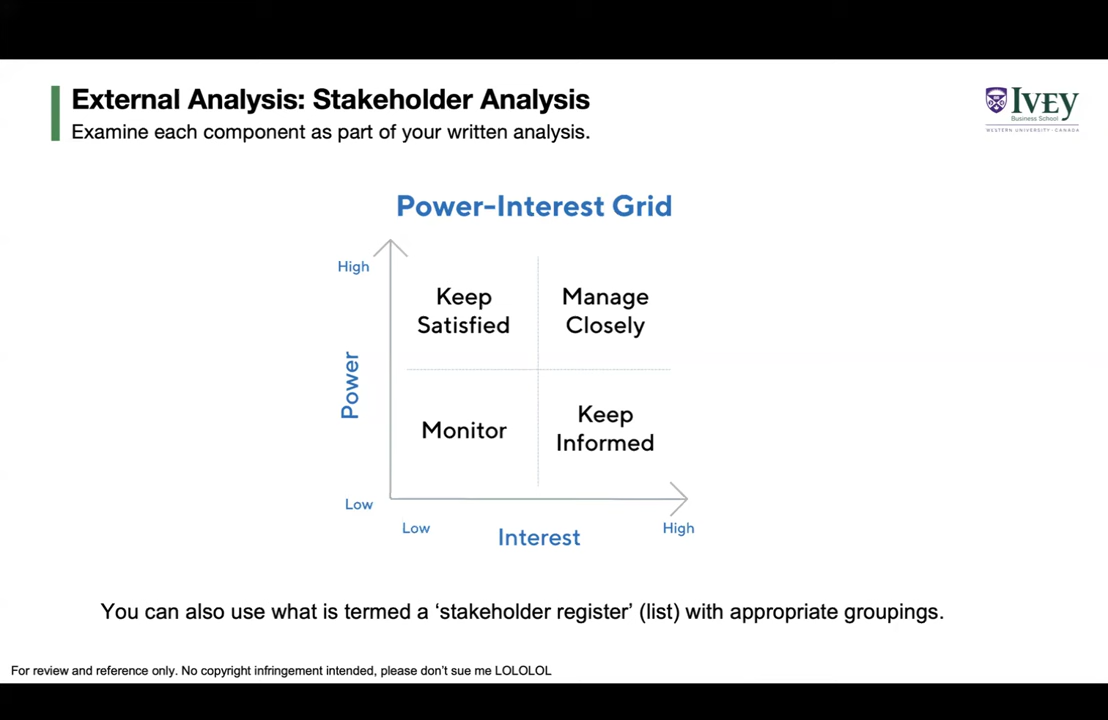 External Analysis: Stakeholder Analysis
Examine each component as part of your written analysis.
IVEY
Business School
WESTERN UNIVERSITY · CANADA
Power-Interest Grid
High
Keep
Satisfied
Manage
Closely
Power
Monitor
Keep
Informed
Low
Low
Interest
High
You can also use what is termed a ‘stakeholder register’ (list) with appropriate groupings.
For review and reference only. No copyright infringement intended, please don’t sue me LOLOLOL